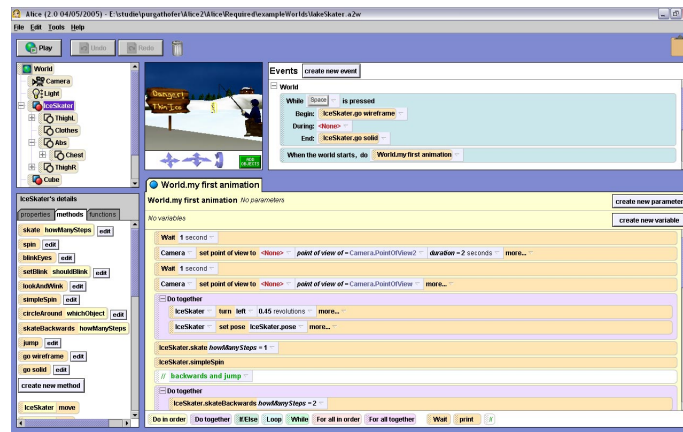 Alice (2.0 04/05/2005) - E:\studie\purgathofer\Alice2\Alice\Required\exampleWorlds\lakeSkater.a2w
File Edit Tools Help
Play Undo Redo
World
Camera
Light
IceSkater
ThighL
Clothes
Abs
Chest
ThighR
Cube
Danger!
Thin Ice
ADD OBJECTS
Events create new event
World
While Space is pressed
Begin: IceSkater.go wireframe
During: <None>
End: IceSkater.go solid
When the world starts, do World.my first animation
IceSkater's details
properties methods functions
skate howManySteps edit
spin edit
blinkEyes edit
setBlink shouldBlink edit
lookAndWink edit
simpleSpin edit
circleAround whichObject edit
skateBackwards howManySteps
jump edit
go wireframe edit
go solid edit
create new method
IceSkater move
World.my first animation
World.my first animation No parameters create new parameter
No variables create new variable
Wait 1 second
Camera set point of view to <None> point of view of = Camera.PointOfView2 duration = 2 seconds more...
Wait 1 second
Camera set point of view to <None> point of view of = Camera.PointOfView more...
Do together
IceSkater turn left 0.45 revolutions more...
IceSkater set pose IceSkater.pose more...
IceSkater.skate howManySteps = 1
IceSkater.simpleSpin
// backwards and jump
Do together
IceSkater.skateBackwards howManySteps = 2
Do in order Do together If/Else Loop While For all in order For all together Wait print //